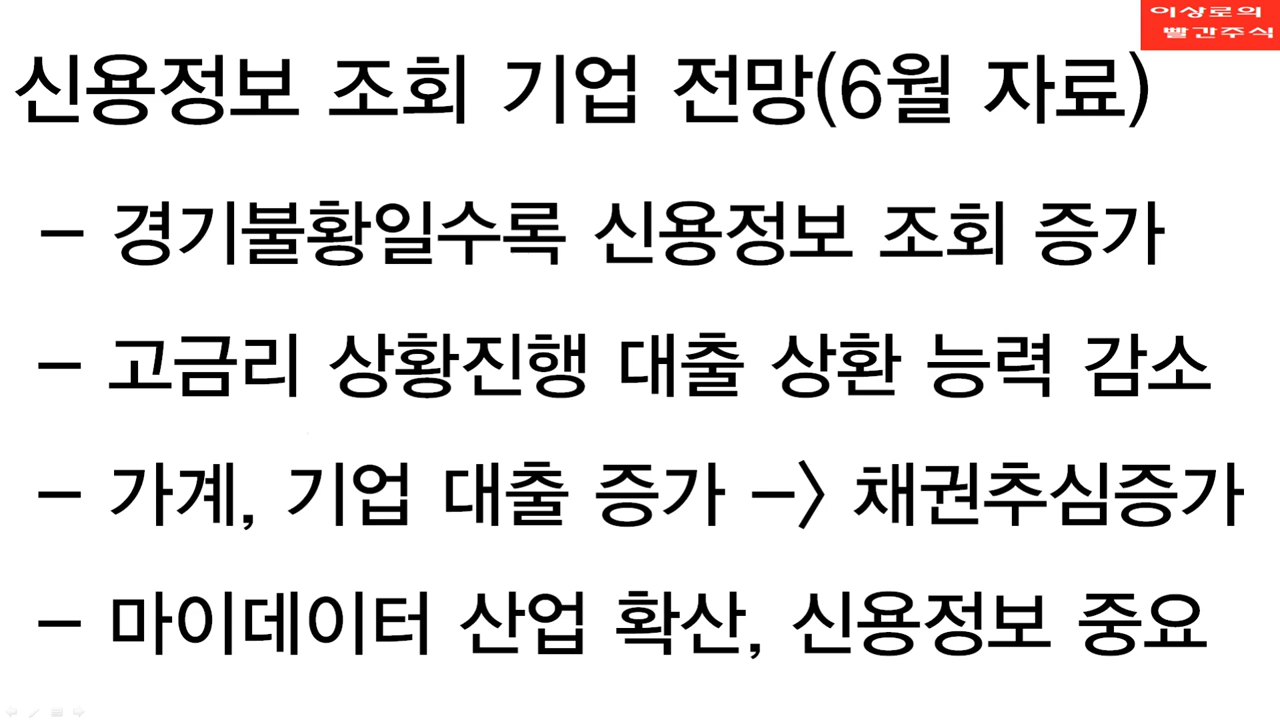 이상로의
빨간주식
신용정보 조회 기업 전망(6월 자료)
- 경기불황일수록 신용정보 조회 증가
- 고금리 상황진행 대출 상환 능력 감소
- 가계, 기업 대출 증가 -> 채권추심증가
- 마이데이터 산업 확산, 신용정보 중요